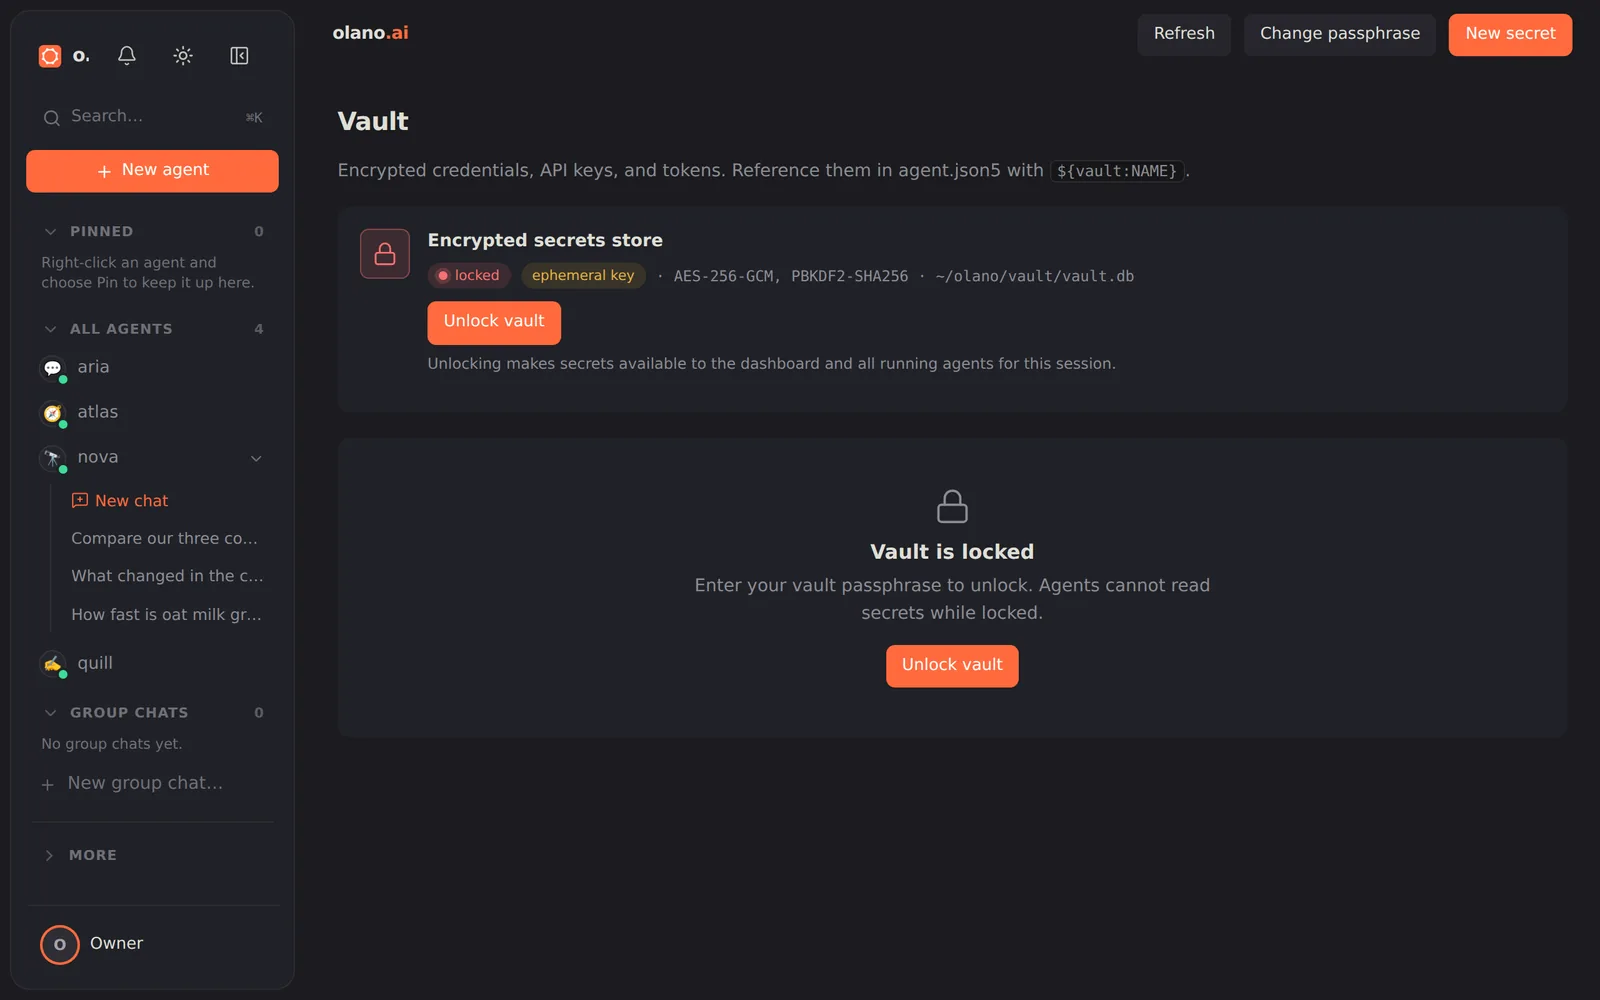 o.
Search...
⌘K
+ New agent
PINNED 0
Right-click an agent and
choose Pin to keep it up here.
ALL AGENTS 4
aria
atlas
nova
New chat
Compare our three co...
What changed in the c...
How fast is oat milk gr...
quill
GROUP CHATS 0
No group chats yet.
+ New group chat...
MORE
O Owner
olano.ai
Refresh
Change passphrase
New secret
Vault
Encrypted credentials, API keys, and tokens. Reference them in agent.json5 with ${vault:NAME}.
Encrypted secrets store
locked ephemeral key · AES-256-GCM, PBKDF2-SHA256 · ~/olano/vault/vault.db
Unlock vault
Unlocking makes secrets available to the dashboard and all running agents for this session.
Vault is locked
Enter your vault passphrase to unlock. Agents cannot read
secrets while locked.
Unlock vault